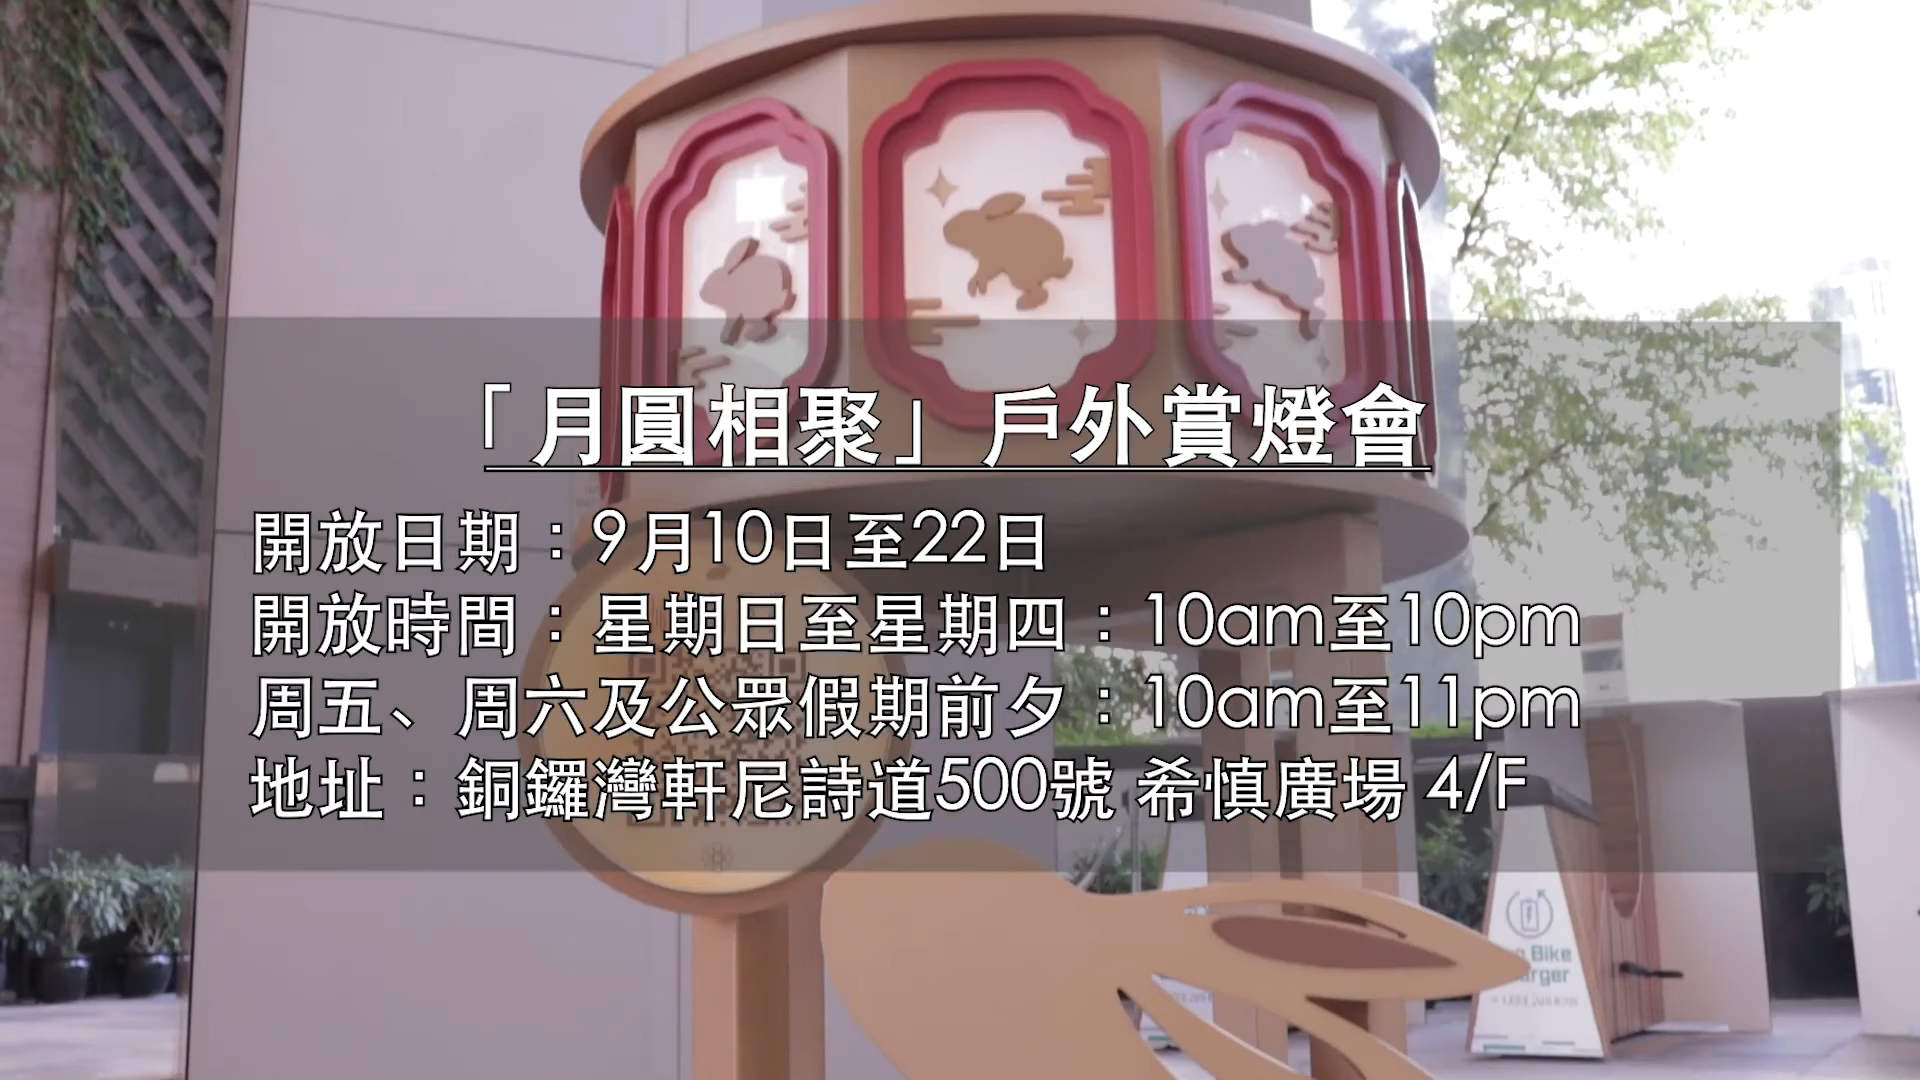 「月圓相聚」戶外賞燈會
開放日期：9月10日至22日
開放時間：星期日至星期四：10am至10pm
周五、周六及公眾假期前夕：10am至11pm
地址：銅鑼灣軒尼詩道500號 希慎廣場 4/F
Bike